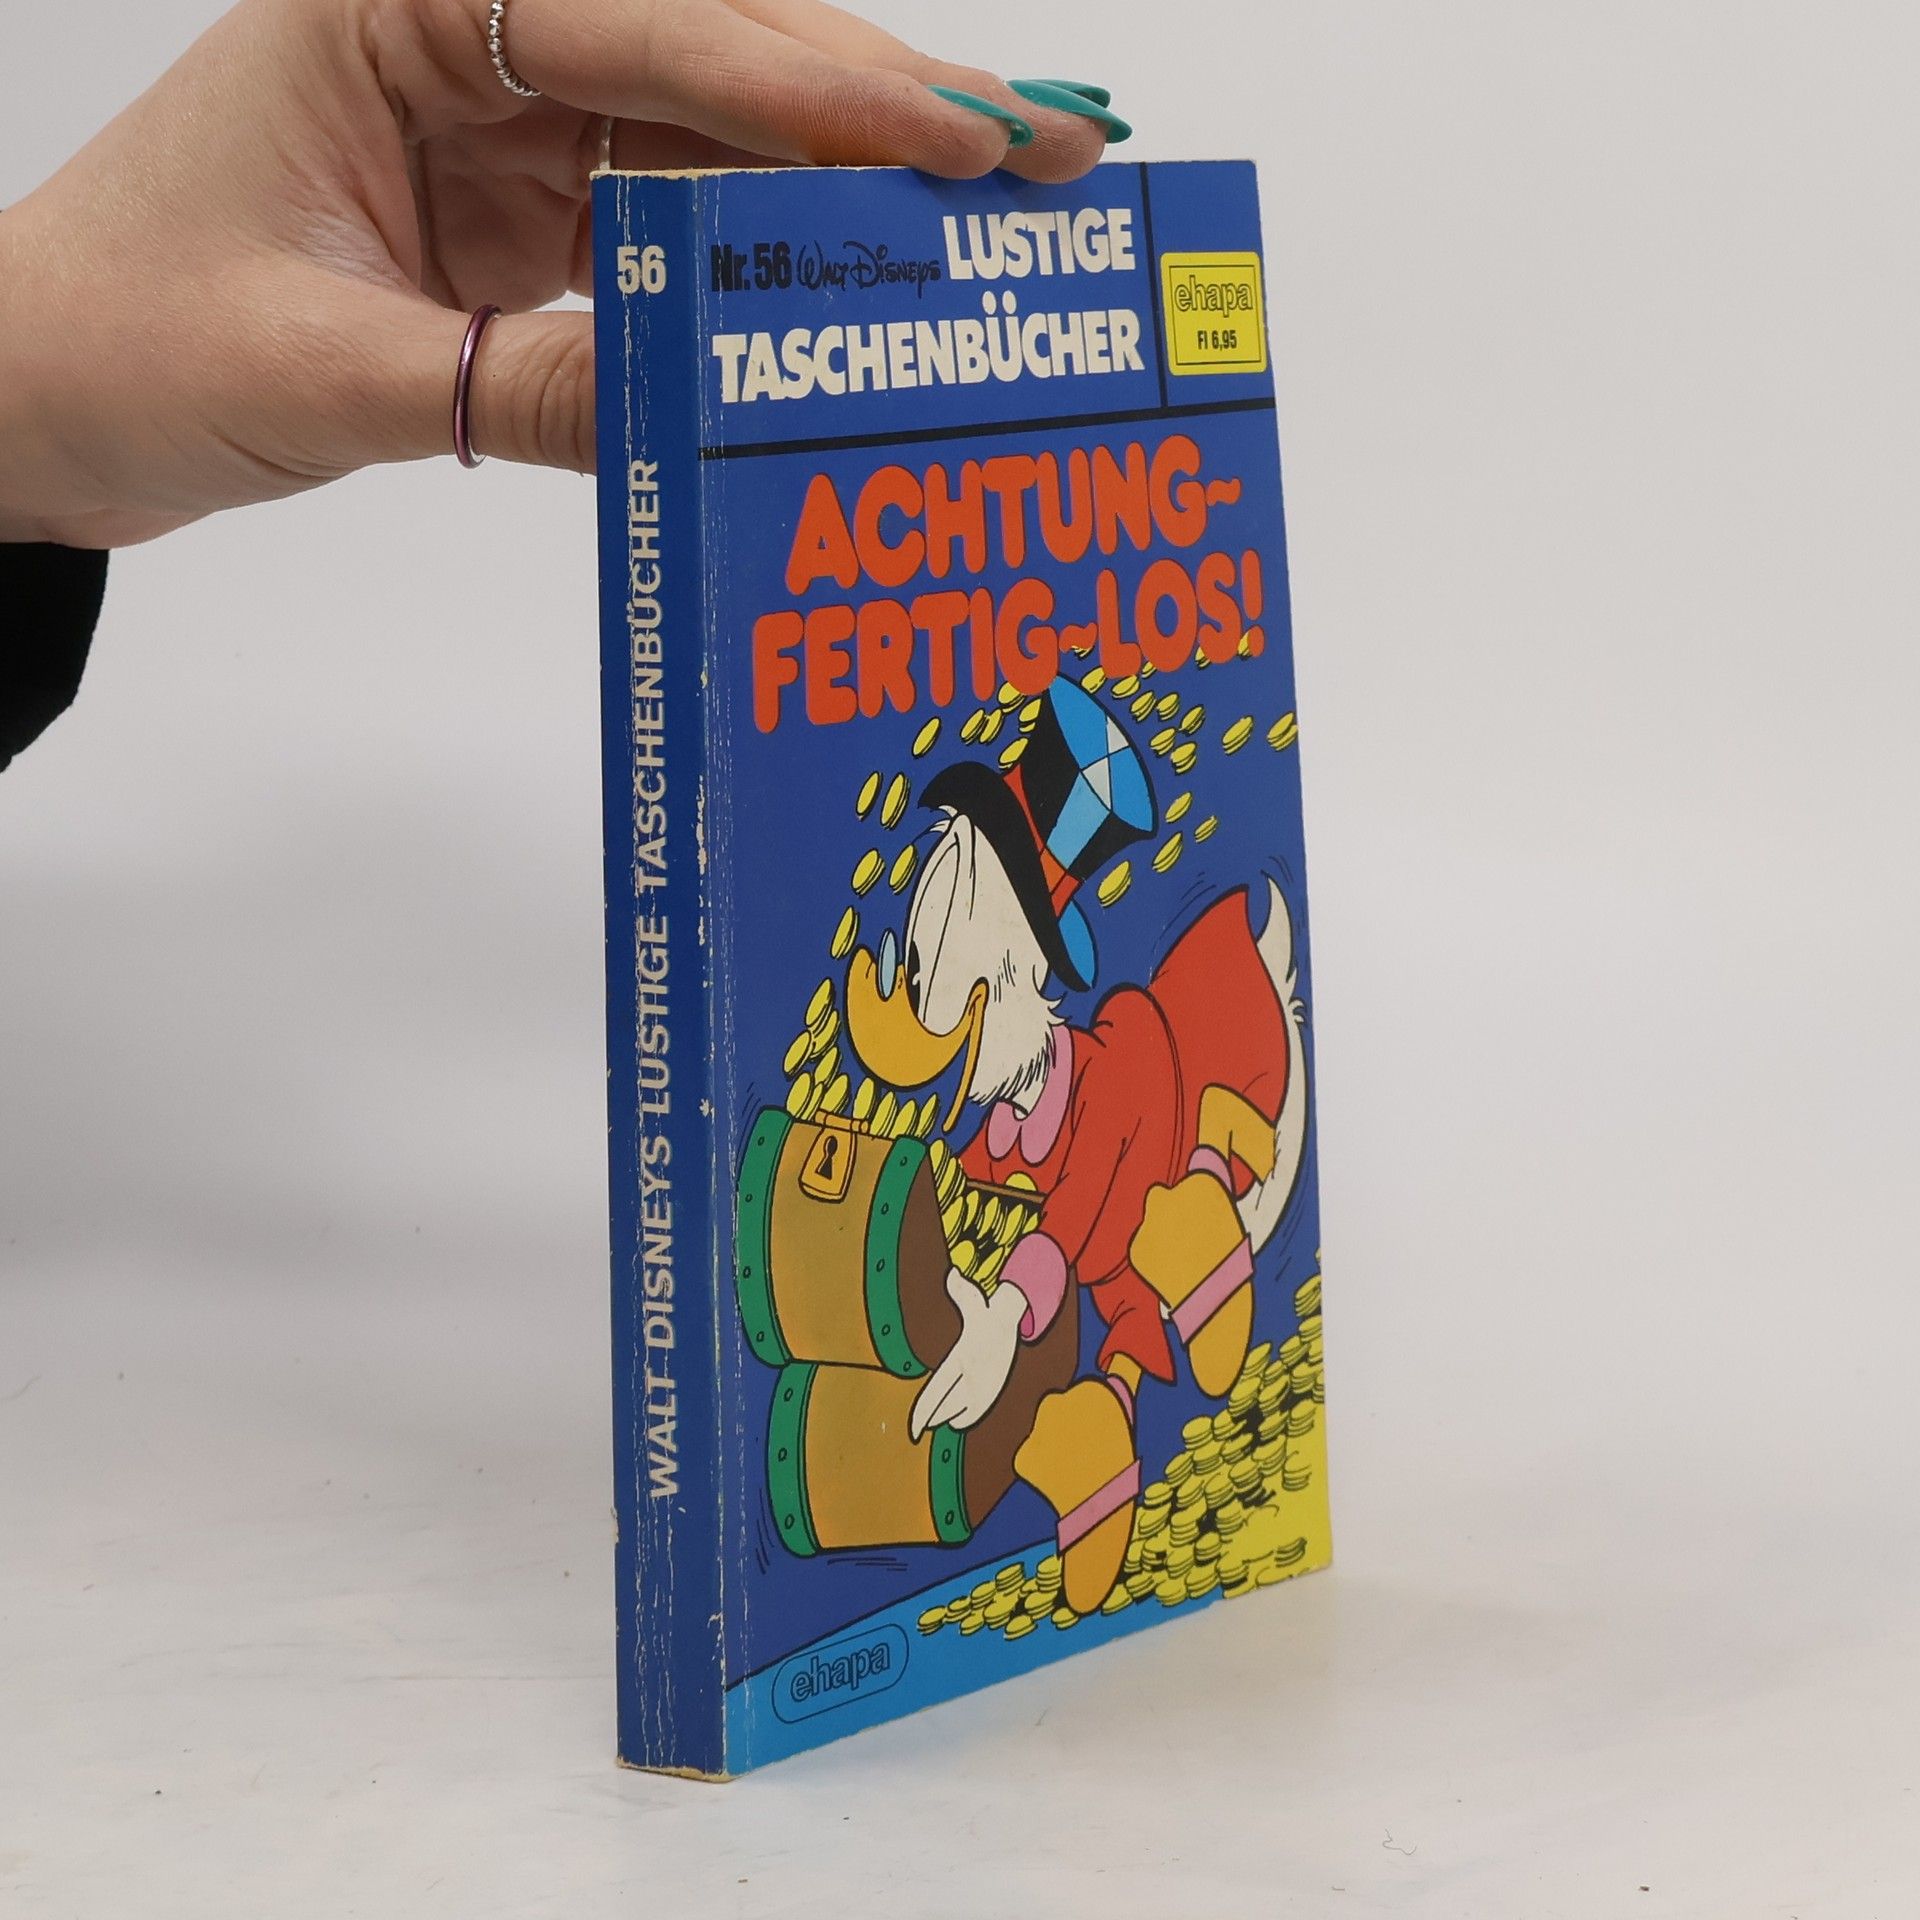 56
WALT DISNEYS LUSTIGE TASCHENBÜCHER
Nr. 56 Walt Disneys LUSTIGE
TASCHENBÜCHER
ehapa
Fl 6,95
ACHTUNG~
FERTIG~LOS!
ehapa